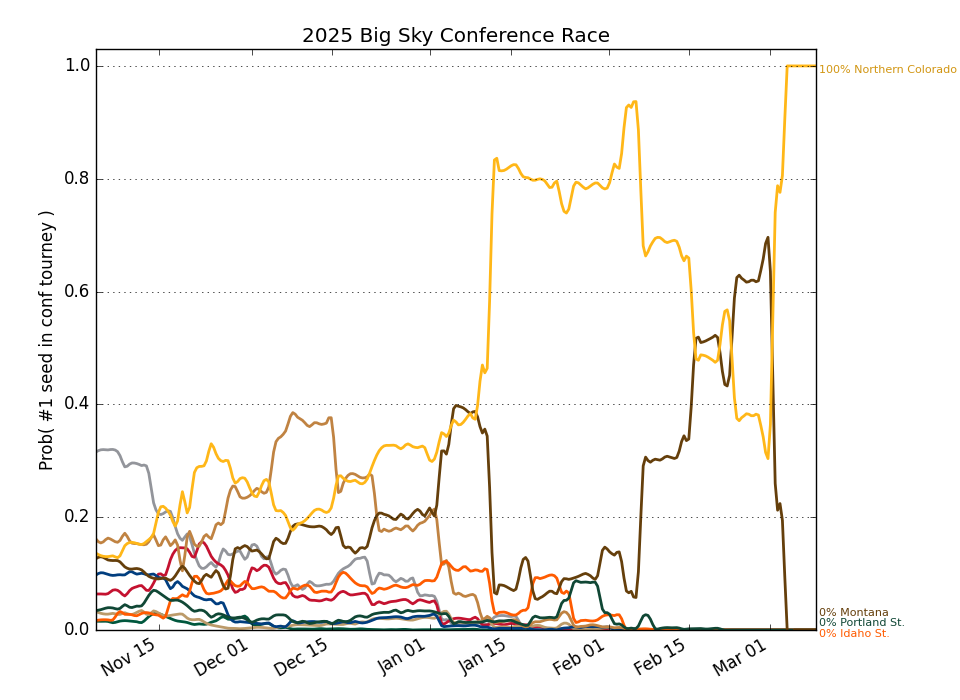 2025 Big Sky Conference Race
Prob( #1 seed in conf tourney )
1.0
0.8
0.6
0.4
0.2
0.0
Nov 15
Dec 01
Dec 15
Jan 01
Jan 15
Feb 01
Feb 15
Mar 01
100% Northern Colorado
0% Montana
0% Portland St.
0% Idaho St.